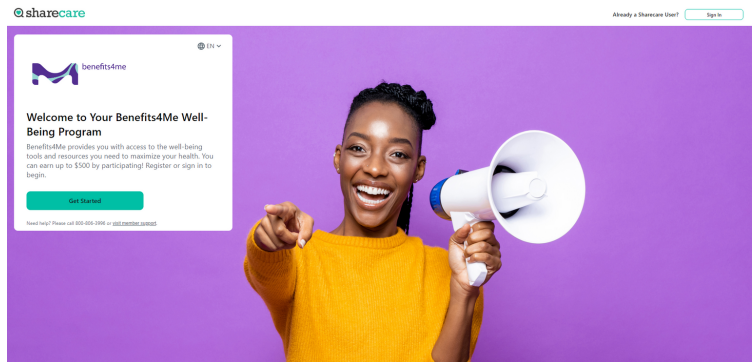 sharecare
Already a Sharecare User?
Sign In
EN
benefits4me
Welcome to Your Benefits4Me Well-
Being Program
Benefits4Me provides you with access to the well-being
tools and resources you need to maximize your health. You
can earn up to $500 by participating! Register or sign in to
begin.
Get Started
Need help? Please call 800-808-3998 or visit member support.